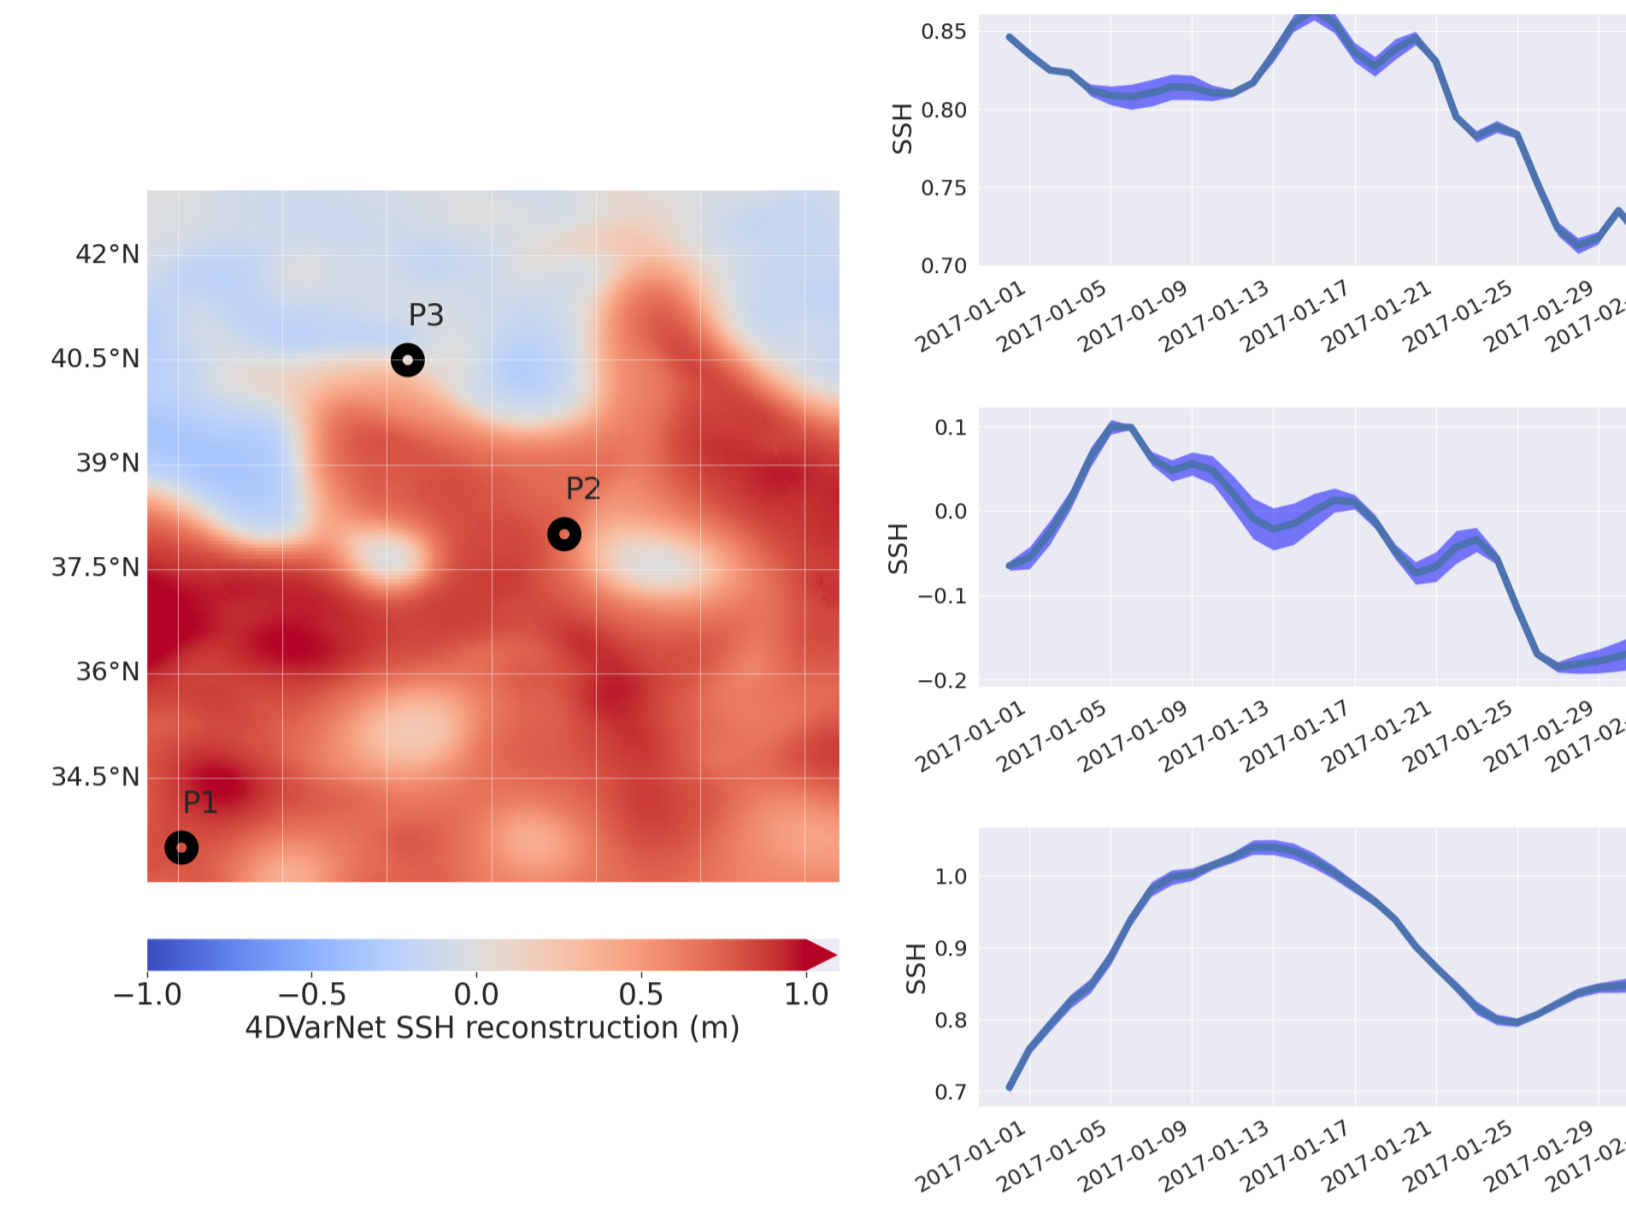 42°N
40.5°N
39°N
37.5°N
36°N
34.5°N
P3
P2
P1
−1.0 −0.5 0.0 0.5 1.0
4DVarNet SSH reconstruction (m)
0.85
0.80
0.75
0.70
SSH
2017-01-01 2017-01-05 2017-01-09 2017-01-13 2017-01-17 2017-01-21 2017-01-25 2017-01-29 2017-02-
0.1
0.0
−0.1
−0.2
SSH
2017-01-01 2017-01-05 2017-01-09 2017-01-13 2017-01-17 2017-01-21 2017-01-25 2017-01-29 2017-02-
1.0
0.9
0.8
0.7
SSH
2017-01-01 2017-01-05 2017-01-09 2017-01-13 2017-01-17 2017-01-21 2017-01-25 2017-01-29 2017-02-